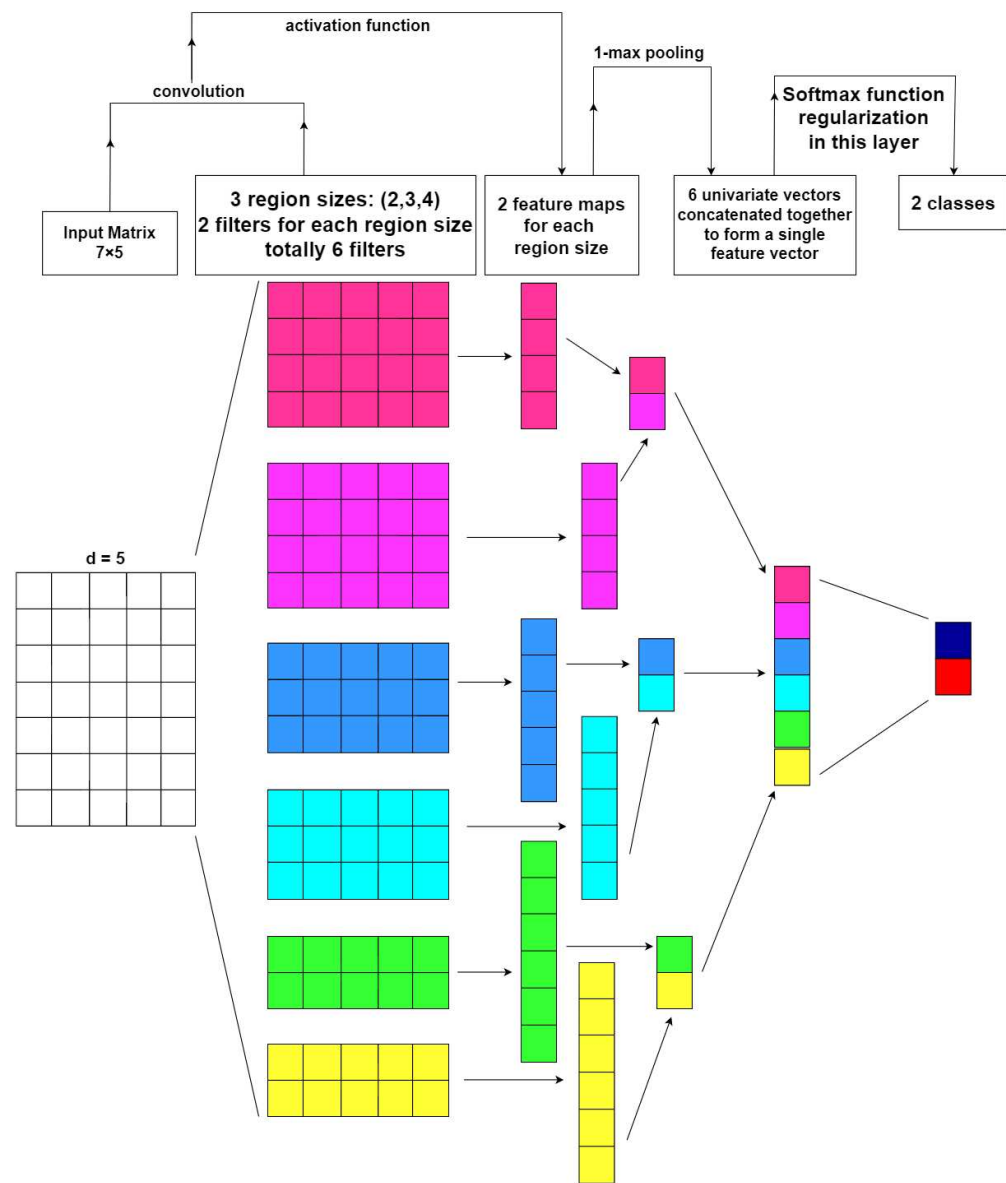 activation function
1-max pooling
convolution
Softmax function
regularization
in this layer
Input Matrix
7×5
3 region sizes: (2,3,4)
2 filters for each region size
totally 6 filters
2 feature maps
for each
region size
6 univariate vectors
concatenated together
to form a single
feature vector
2 classes
d = 5